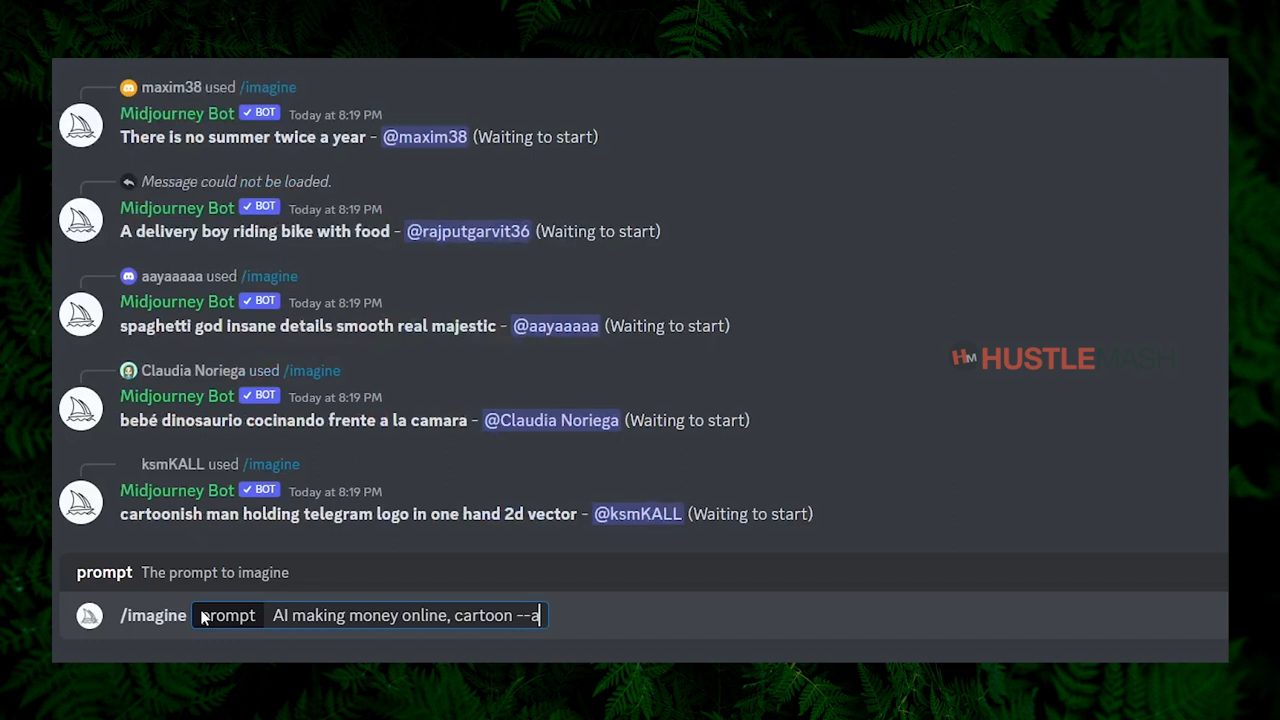 maxim38 used /imagine
Midjourney Bot ✓ BOT Today at 8:19 PM
There is no summer twice a year - @maxim38 (Waiting to start)
Message could not be loaded.
Midjourney Bot ✓ BOT Today at 8:19 PM
A delivery boy riding bike with food - @rajputgarvit36 (Waiting to start)
aayaaaaa used /imagine
Midjourney Bot ✓ BOT Today at 8:19 PM
spaghetti god insane details smooth real majestic - @aayaaaaa (Waiting to start)
HM HUSTLEMASH
Claudia Noriega used /imagine
Midjourney Bot ✓ BOT Today at 8:19 PM
bebé dinosaurio cocinando frente a la camara - @Claudia Noriega (Waiting to start)
ksmKALL used /imagine
Midjourney Bot ✓ BOT Today at 8:19 PM
cartoonish man holding telegram logo in one hand 2d vector - @ksmKALL (Waiting to start)
prompt The prompt to imagine
/imagine prompt AI making money online, cartoon --a